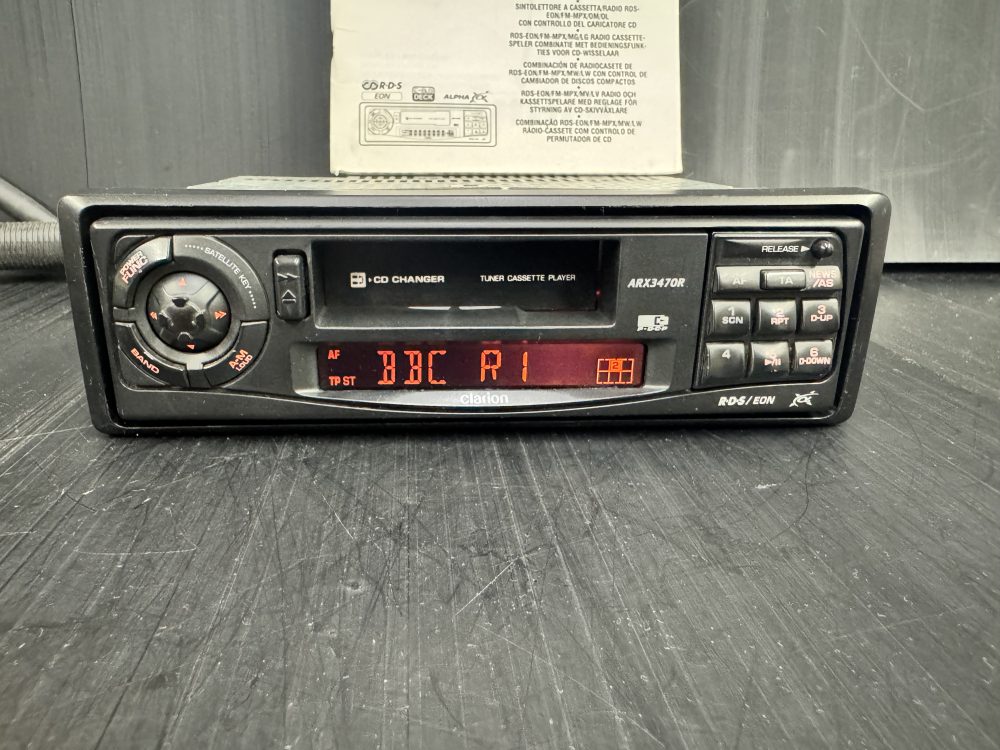 SINTOLETTORE A CASSETTA/RADIO RDS-
EON/FM-MPX/OM/OL
CON CONTROLLO DEL CARICATORE CD
RDS-EON/FM-MPX/MG/LG RADIO CASSETTE-
SPELER COMBINATIE MET BEDIENINGSFUNK-
TIES VOOR CD-WISSELAAR
COMBINACIÓN DE RADIOCASETE DE
RDS-EON/FM-MPX/MW/LW CON CONTROL DE
CAMBIADOR DE DISCOS COMPACTOS
RDS-EON/FM-MPX/MV/LV RADIO OCH
KASSETTSPELARE MED REGLAGE FÖR
STYRNING AV CD-SKIVVÄXLARE
COMBINAÇÃO RDS-EON/FM-MPX/MW/LW
RÁDIO-CASSETE COM CONTROLO DE
PERMUTADOR DE CD
R·D·S
EON
DECK
ALPHA
POWER
FUNC
SATELLITE KEY
BAND
A-M
LOUD
CD CHANGER
TUNER CASSETTE PLAYER
ARX3470R
P-DCP
AF
TP ST
BBC R1
2
clarion
RELEASE
AF
TA
NEWS
/AS
1
SCN
2
RPT
3
D-UP
4
5
6
D-DOWN
R·D·S/EON